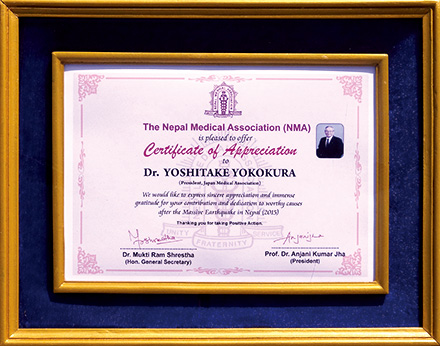 The Nepal Medical Association (NMA)
is pleased to offer
Certificate of Appreciation
to
Dr. YOSHITAKE YOKOKURA
(President, Japan Medical Association)
We would like to express sincere appreciation and immense
gratitude for your contribution and dedication to worthy causes
after the Massive Earthquake in Nepal (2015)
Thanking you for taking Positive Action.
UNITY
SERVICE
FRATERNITY
Dr. Mukti Ram Shrestha
(Hon. General Secretary)
Prof. Dr. Anjani Kumar Jha
(President)